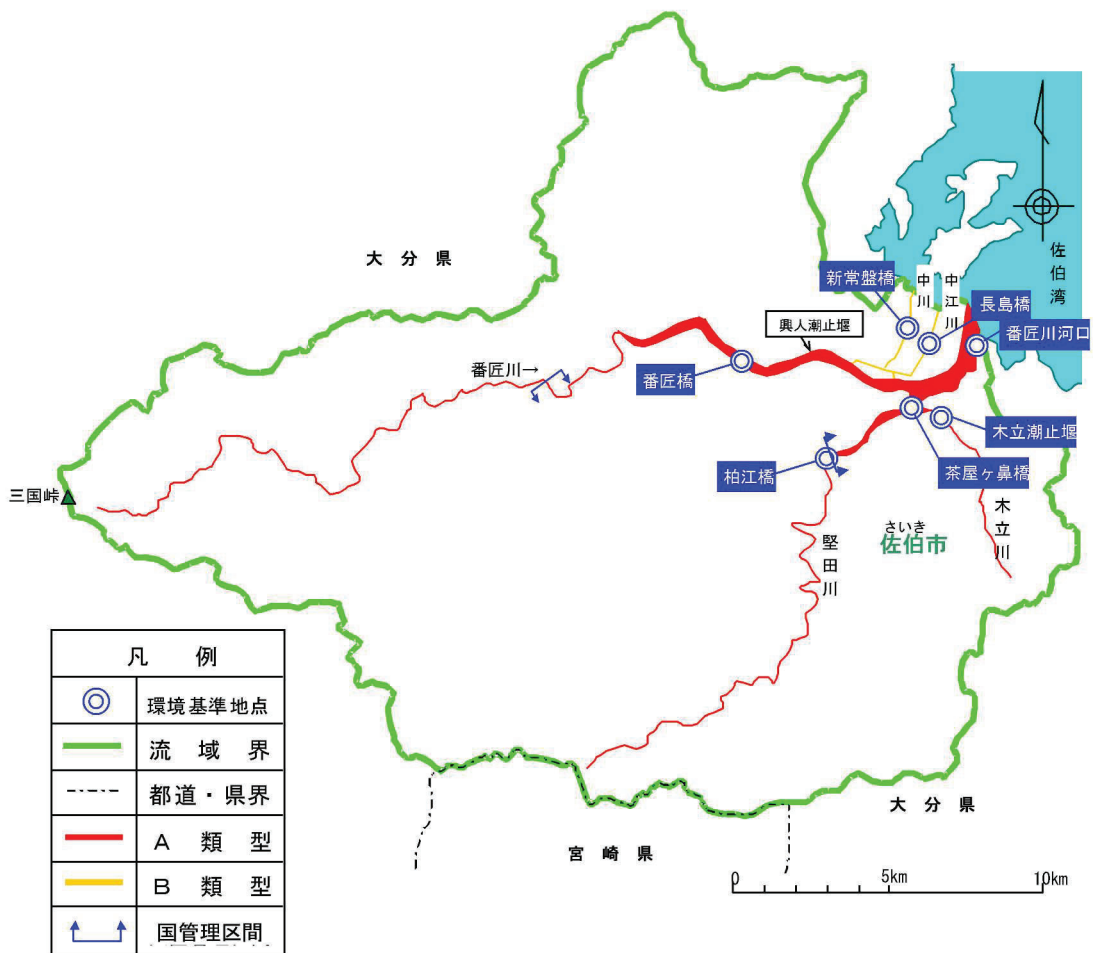 大分県
新常盤橋
中川
中江川
佐伯湾
長島橋
番匠川河口
興人潮止堰
番匠川→
番匠橋
木立潮止堰
柏江橋
茶屋ヶ鼻橋
三国峠
さいき
佐伯市
木立川
堅田川
凡例
環境基準地点
流域界
都道・県界
A類型
B類型
国管理区間
大分県
宮崎県
0 5km 10km